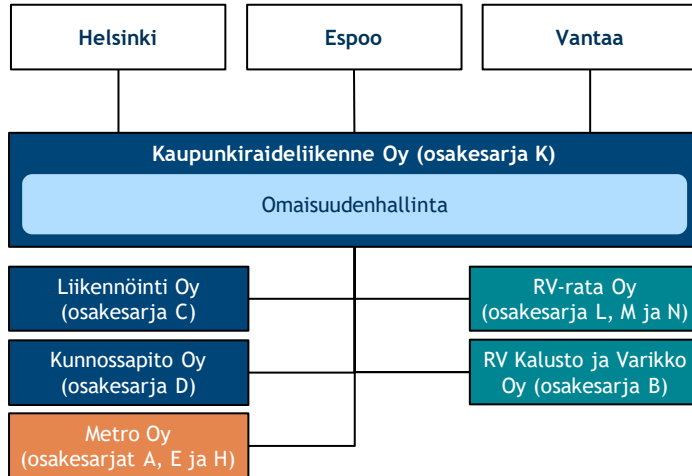 Helsinki
Espoo
Vantaa
Kaupunkiraideliikenne Oy (osakesarja K)
Omaisuudenhallinta
Liikennöinti Oy
(osakesarja C)
RV-rata Oy
(osakesarja L, M ja N)
Kunnossapito Oy
(osakesarja D)
RV Kalusto ja Varikko
Oy (osakesarja B)
Metro Oy
(osakesarjat A, E ja H)